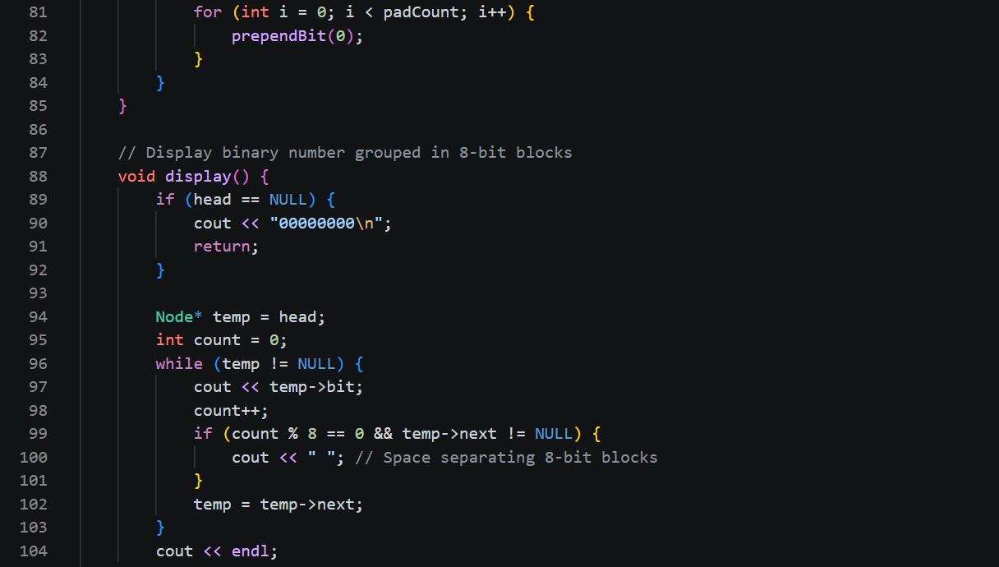 81 for (int i = 0; i < padCount; i++) {
82 prependBit(0);
83 }
84 }
85 }
86
87 // Display binary number grouped in 8-bit blocks
88 void display() {
89 if (head == NULL) {
90 cout << "00000000\n";
91 return;
92 }
93
94 Node* temp = head;
95 int count = 0;
96 while (temp != NULL) {
97 cout << temp->bit;
98 count++;
99 if (count % 8 == 0 && temp->next != NULL) {
100 cout << " "; // Space separating 8-bit blocks
101 }
102 temp = temp->next;
103 }
104 cout << endl;